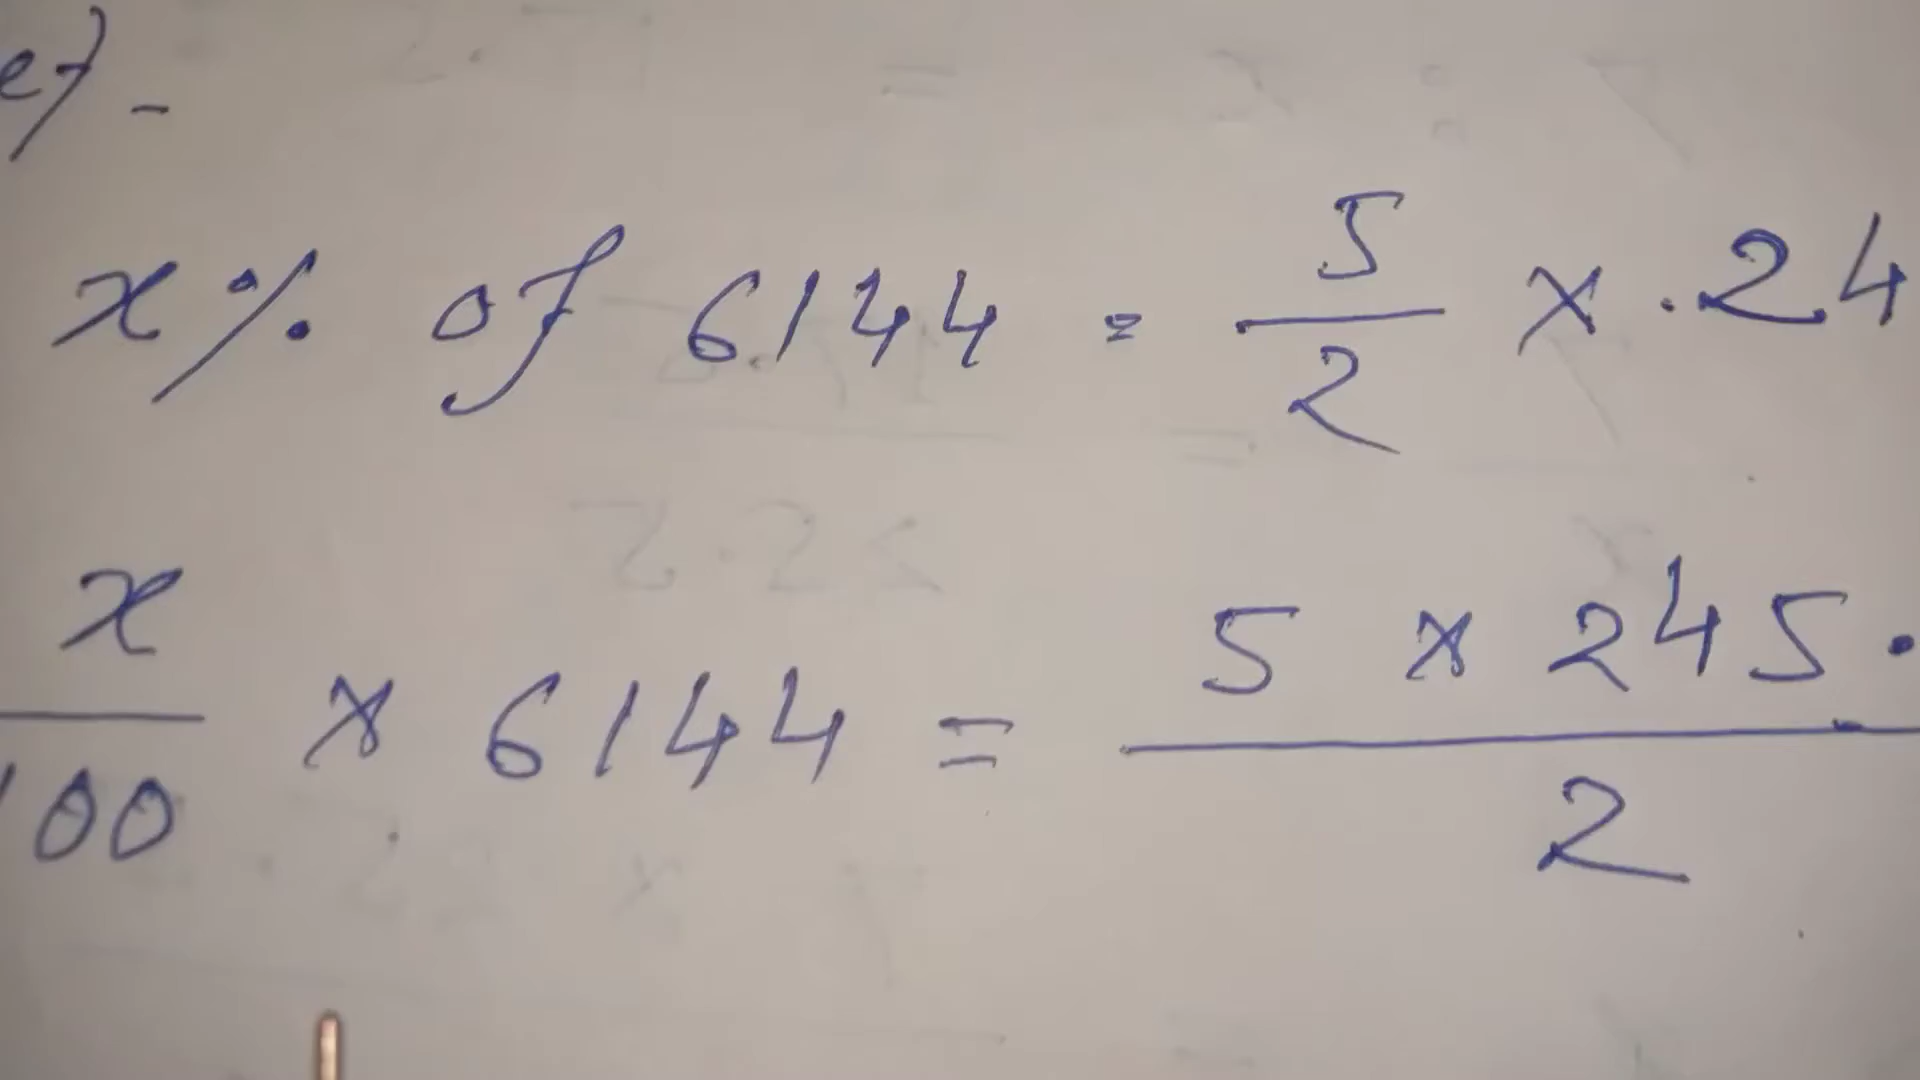 x% of 6144 = 5/2 × .24
x/100 × 6144 = 5 × 245. / 2